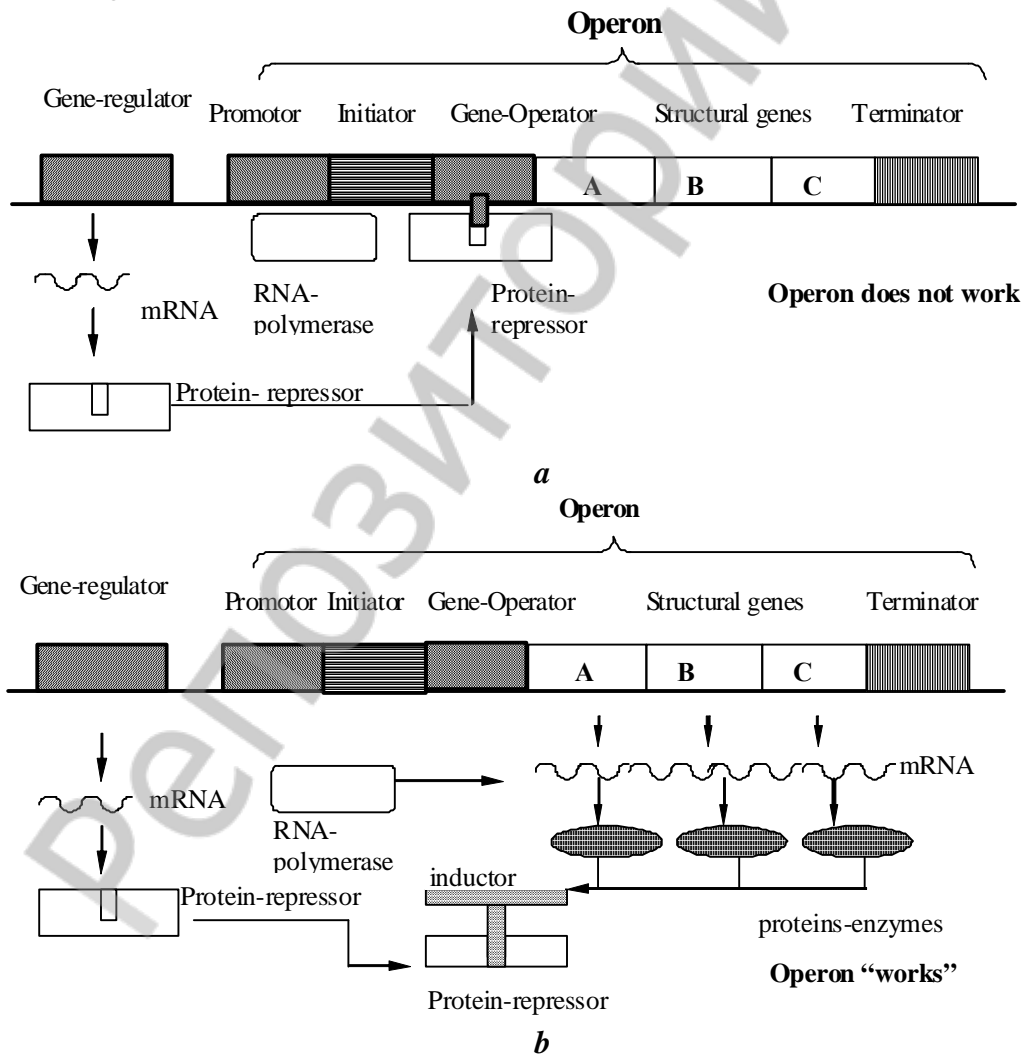 Operon
Gene-regulator Promotor Initiator Gene-Operator Structural genes Terminator
A B C
mRNA
RNA-
polymerase
Protein-
repressor
Operon does not work
Protein- repressor
a
Operon
Gene-regulator Promotor Initiator Gene-Operator Structural genes Terminator
A B C
mRNA
mRNA
RNA-
polymerase
inductor
Protein-repressor
proteins-enzymes
Operon “works”
Protein-repressor
b
Репозитори